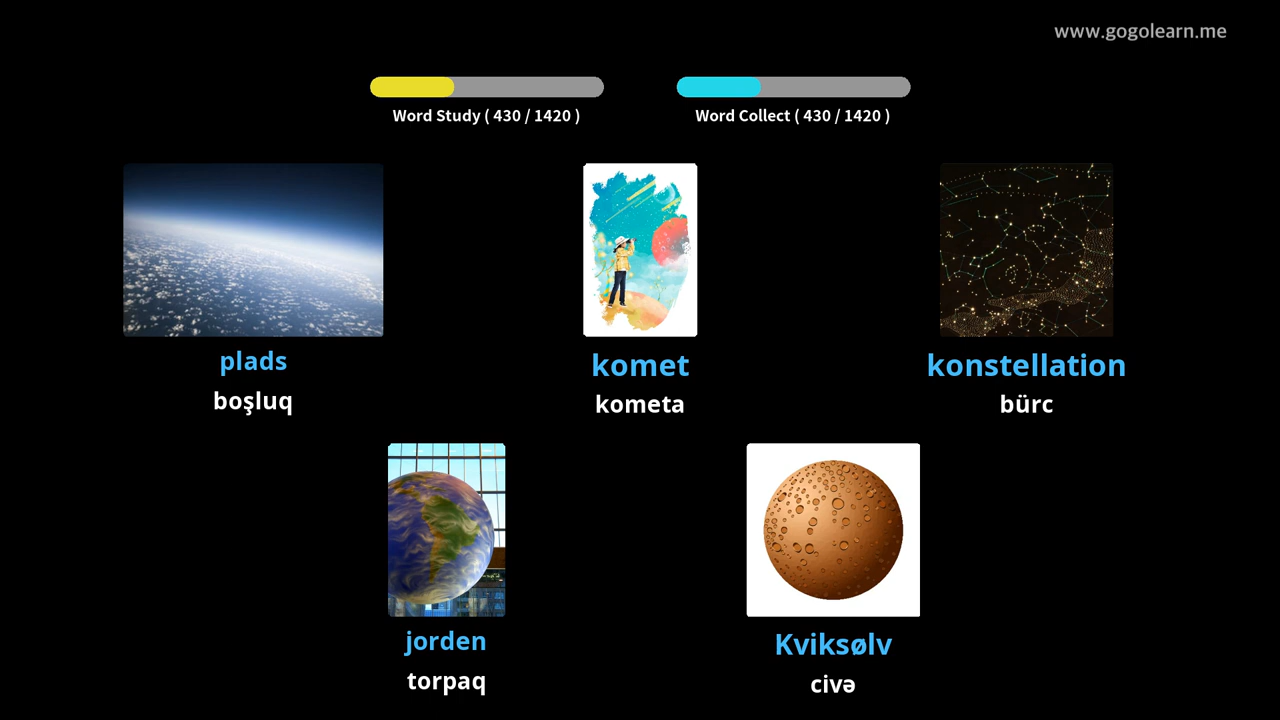 www.gogolearn.me
Word Study ( 430 / 1420 )
Word Collect ( 430 / 1420 )
plads
boşluq
komet
kometa
konstellation
bürc
jorden
torpaq
Kviksølv
civə